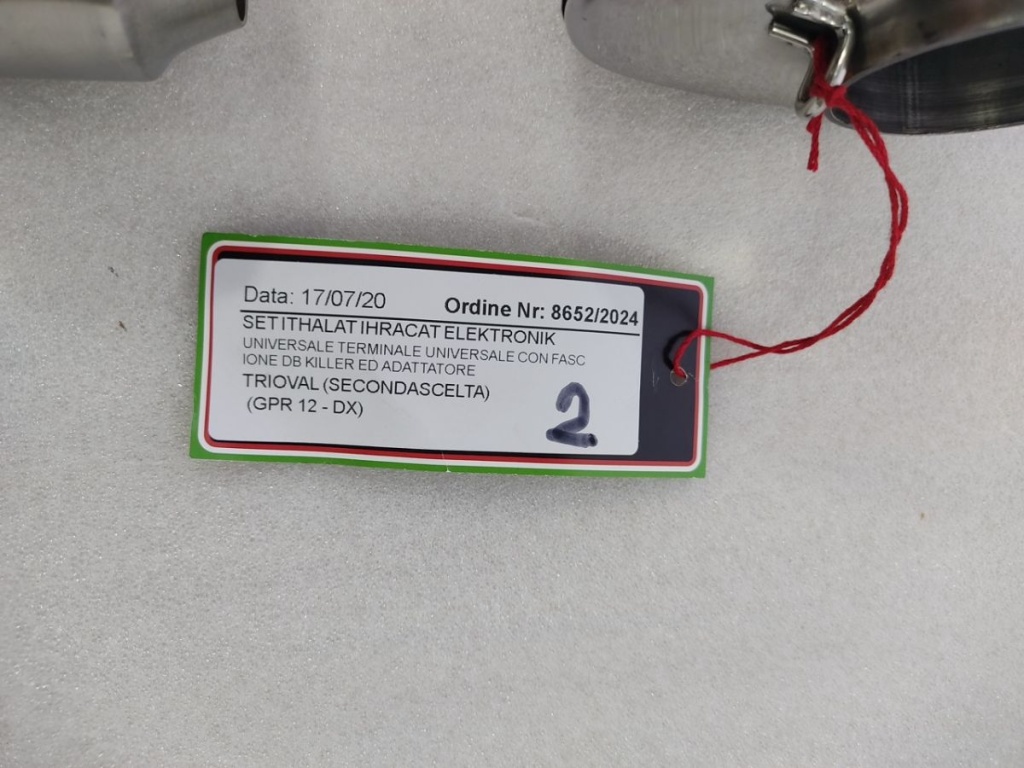 Data: 17/07/20 Ordine Nr: 8652/2024
SET ITHALAT IHRACAT ELEKTRONIK
UNIVERSALE TERMINALE UNIVERSALE CON FASC
IONE DB KILLER ED ADATTATORE
TRIOVAL (SECONDASCELTA)
(GPR 12 - DX)
2